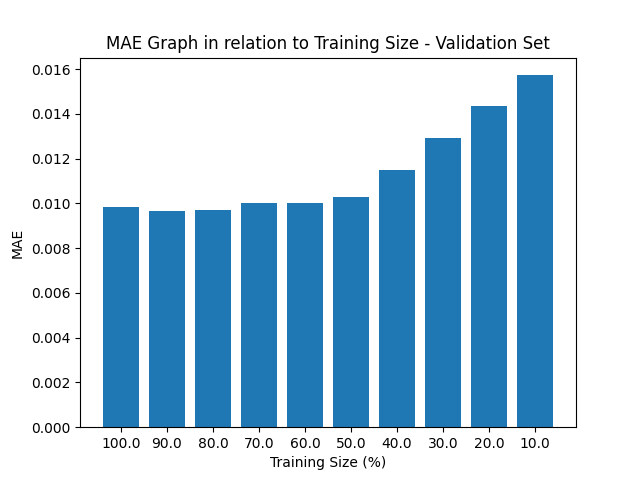 MAE Graph in relation to Training Size - Validation Set
0.016
0.014
0.012
0.010
0.008
0.006
0.004
0.002
0.000
MAE
100.0 90.0 80.0 70.0 60.0 50.0 40.0 30.0 20.0 10.0
Training Size (%)